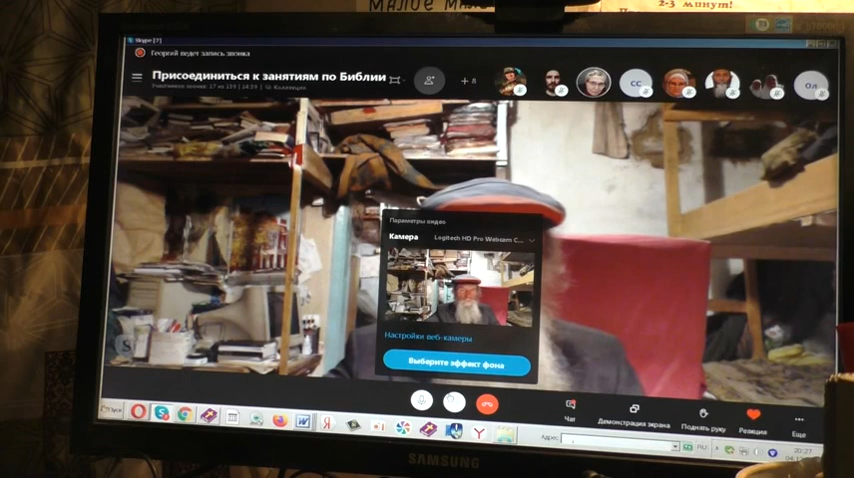 МАЛОЕ
2-3 минут!
Skype [7]
Георгий ведет запись звонка
Присоединиться к занятиям по Библии
+ 8
CC
Ол
Параметры видео
Камера
Logitech HD Pro Webcam C...
Настройки веб-камеры
Выберите эффект фона
Чат
Демонстрация экрана
Поднять руку
Реакция
Еще
Пуск
Адрес:
20:27
SAMSUNG